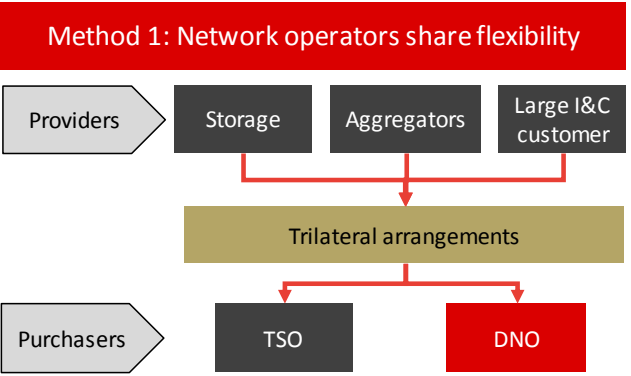 Method 1: Network operators share flexibility
Providers
Storage
Aggregators
Large I&C
customer
Trilateral arrangements
Purchasers
TSO
DNO